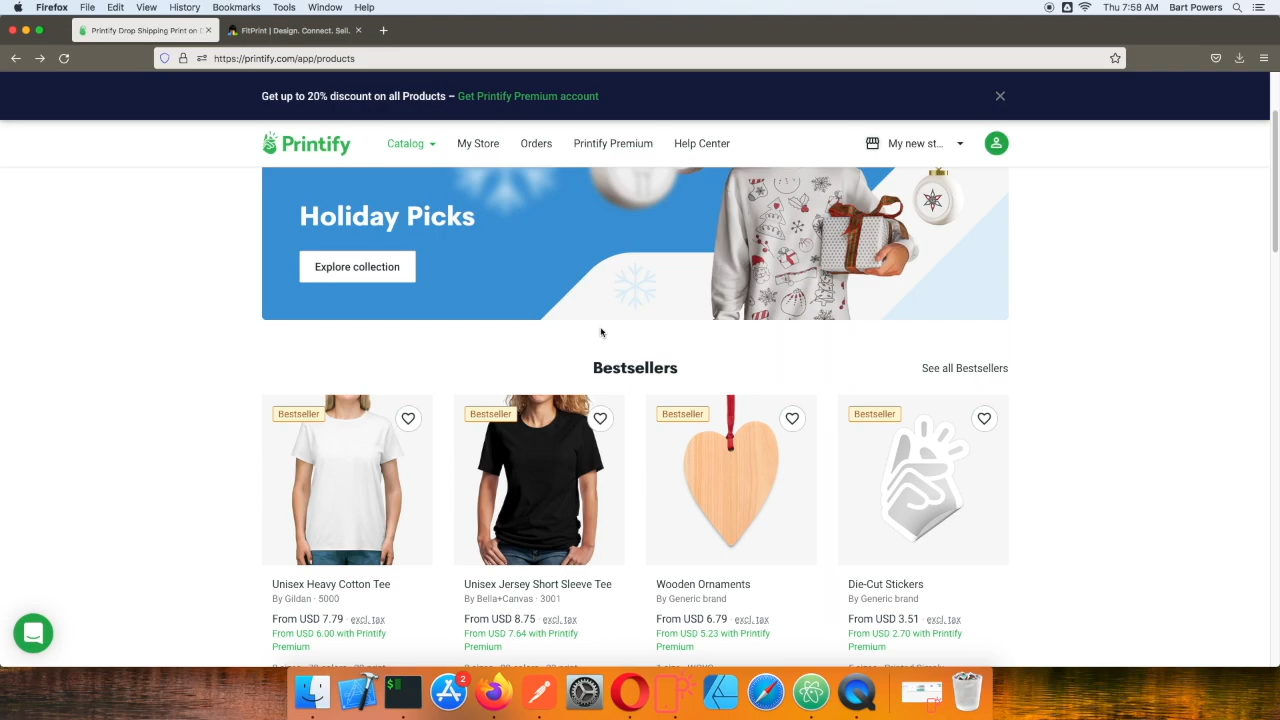 Firefox File Edit View History Bookmarks Tools Window Help Thu 7:58 AM Bart Powers
Printify Drop Shipping Print on D
FitPrint | Design. Connect. Sell.
https://printify.com/app/products
Get up to 20% discount on all Products – Get Printify Premium account
Printify Catalog My Store Orders Printify Premium Help Center My new st...
Holiday Picks
Explore collection
Bestsellers
See all Bestsellers
Bestseller Bestseller Bestseller Bestseller
Unisex Heavy Cotton Tee
By Gildan · 5000
From USD 7.79 · excl. tax
From USD 6.00 with Printify
Premium
Unisex Jersey Short Sleeve Tee
By Bella+Canvas · 3001
From USD 8.75 · excl. tax
From USD 7.64 with Printify
Premium
Wooden Ornaments
By Generic brand
From USD 6.79 · excl. tax
From USD 5.23 with Printify
Premium
Die-Cut Stickers
By Generic brand
From USD 3.51 · excl. tax
From USD 2.70 with Printify
Premium
$
2